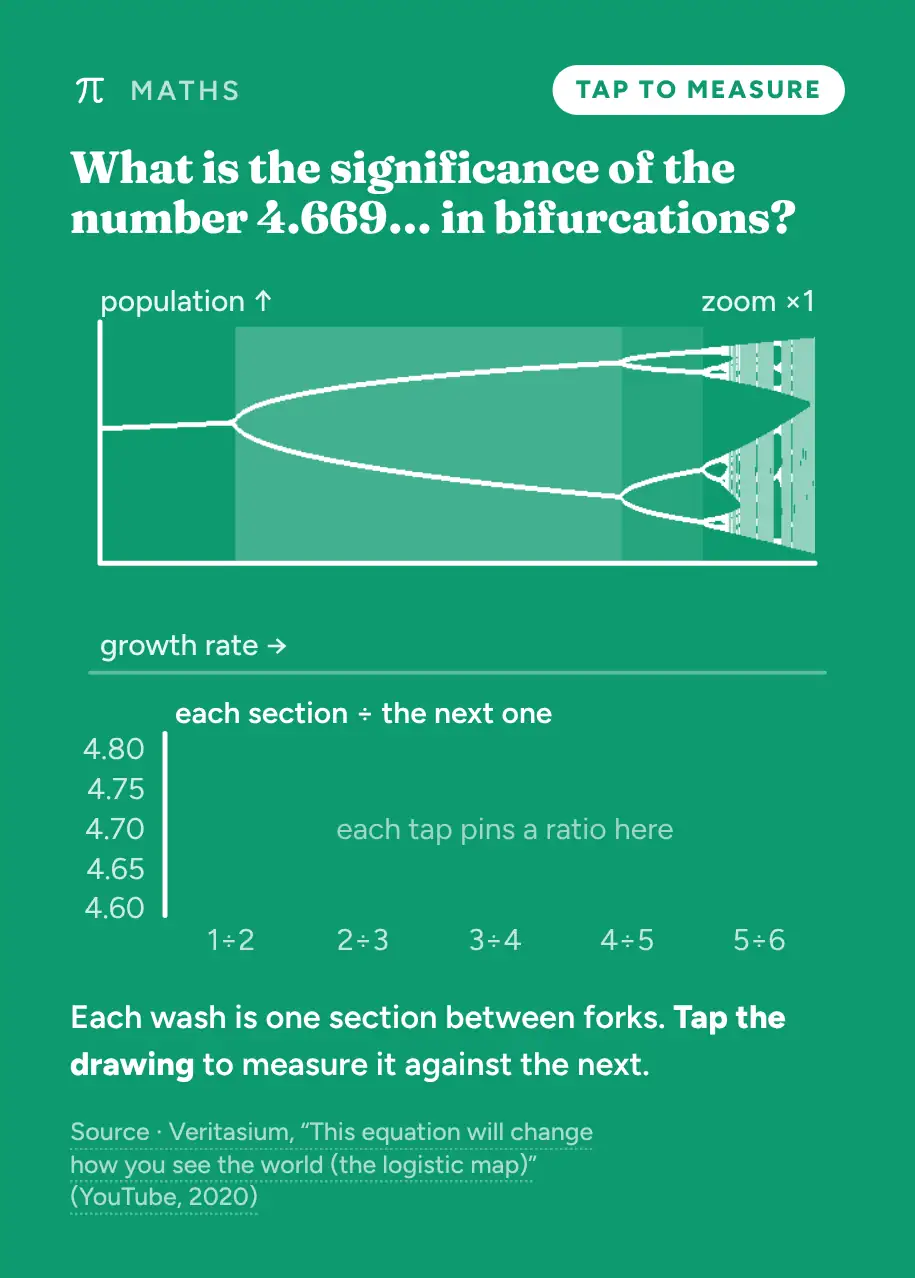 π MATHS
TAP TO MEASURE
What is the significance of the
number 4.669... in bifurcations?
population ↑
zoom ×1
growth rate →
each section ÷ the next one
4.80
4.75
4.70
4.65
4.60
each tap pins a ratio here
1÷2 2÷3 3÷4 4÷5 5÷6
Each wash is one section between forks. Tap the
drawing to measure it against the next.
Source · Veritasium, “This equation will change
how you see the world (the logistic map)”
(YouTube, 2020)